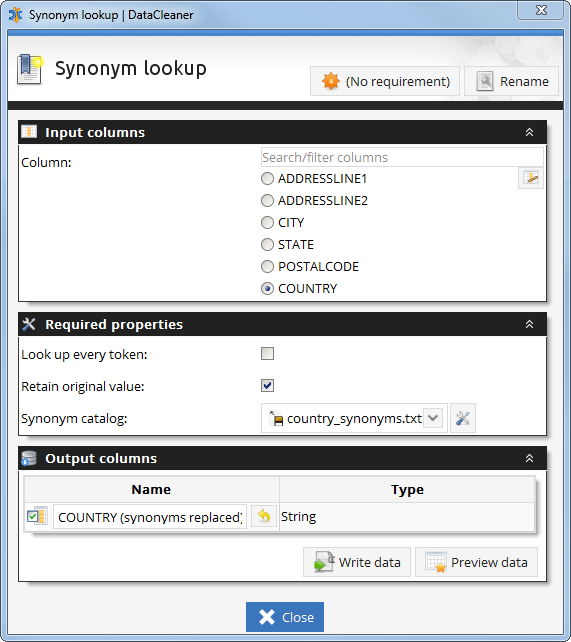 Synonym lookup | DataCleaner
Synonym lookup
(No requirement)
Rename
Input columns
Column:
Search/filter columns
ADDRESSLINE1
ADDRESSLINE2
CITY
STATE
POSTALCODE
COUNTRY
Required properties
Look up every token:
Retain original value:
Synonym catalog:
country_synonyms.txt
Output columns
Name Type
COUNTRY (synonyms replaced) String
Write data
Preview data
Close